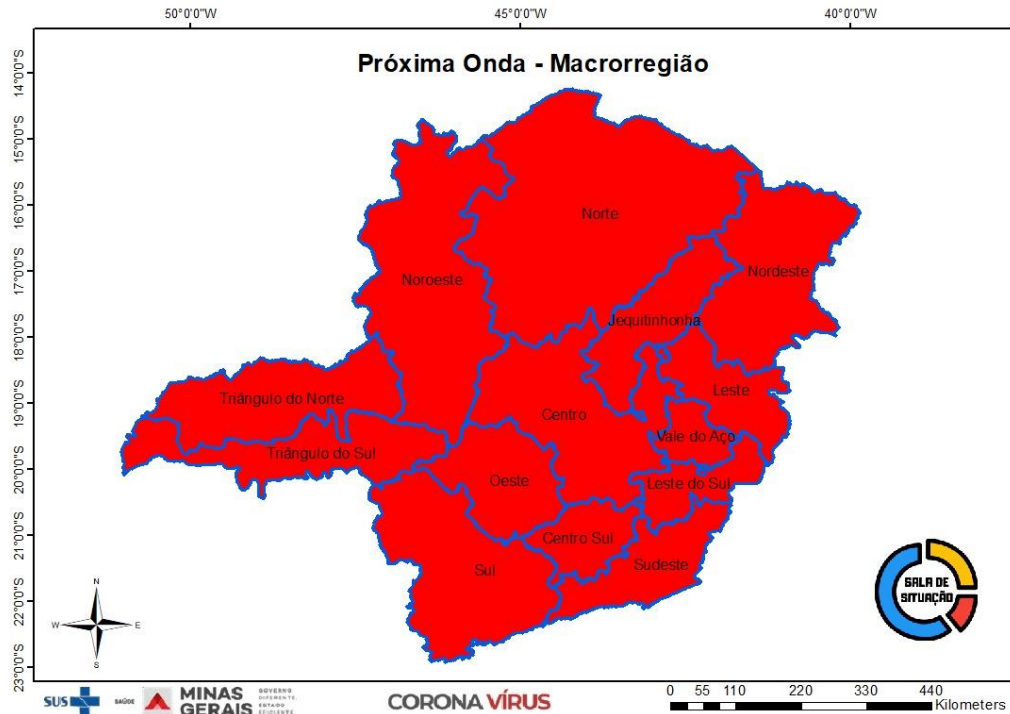 50°0'0"W 45°0'0"W 40°0'0"W
Próxima Onda - Macrorregião
14°0'0"S
15°0'0"S
16°0'0"S
17°0'0"S
18°0'0"S
19°0'0"S
20°0'0"S
21°0'0"S
22°0'0"S
23°0'0"S
Norte
Nordeste
Noroeste
Jequitinhonha
Triângulo do Norte
Leste
Centro
Vale do Aço
Triângulo do Sul
Oeste
Leste do Sul
Centro Sul
Sudeste
Sul
N
W E
S
SALA DE
SITUAÇÃO
SUS SAÚDE
MINAS
GERAIS
GOVERNO
DIFERENTE.
ESTADO
EFICIENTE.
CORONA VÍRUS
0 55 110 220 330 440
Kilometers